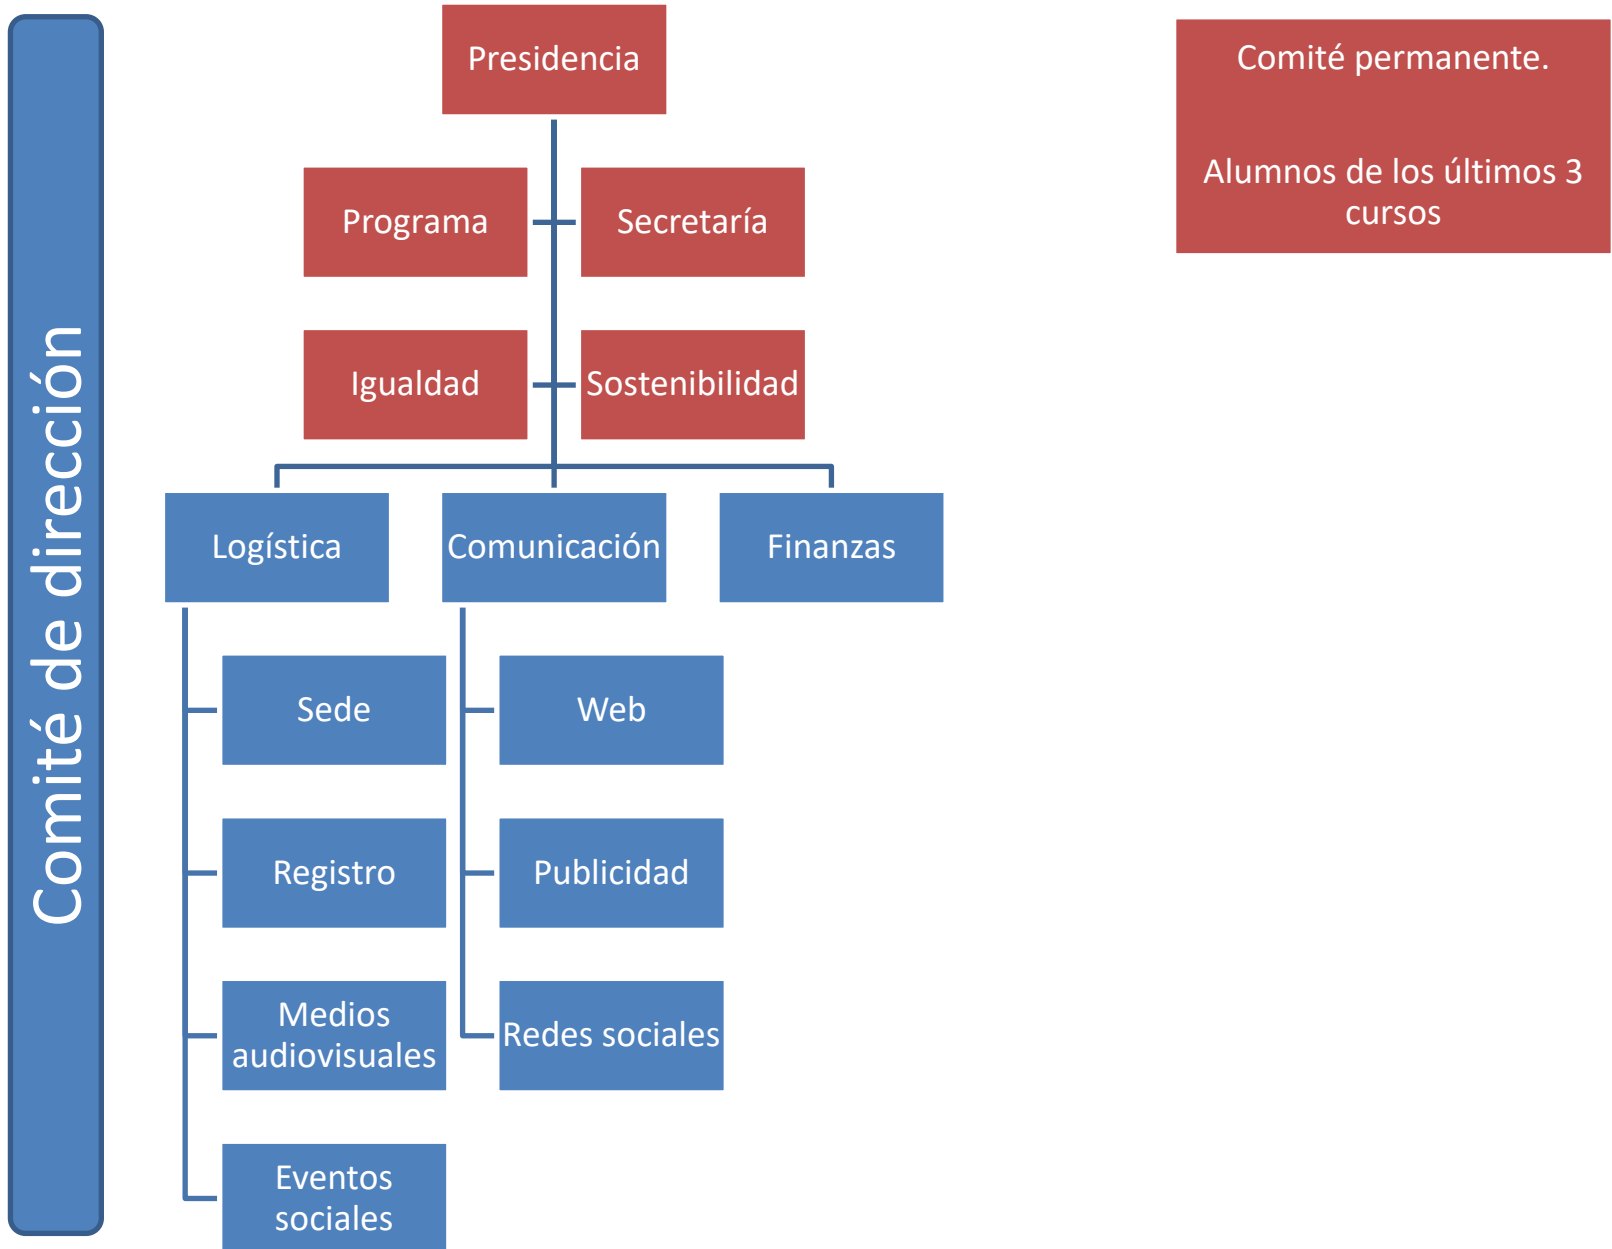 Comité de dirección
Presidencia
Comité permanente.
Alumnos de los últimos 3
cursos
Programa
Secretaría
Igualdad
Sostenibilidad
Logística
Comunicación
Finanzas
Sede
Web
Registro
Publicidad
Medios
audiovisuales
Redes sociales
Eventos
sociales